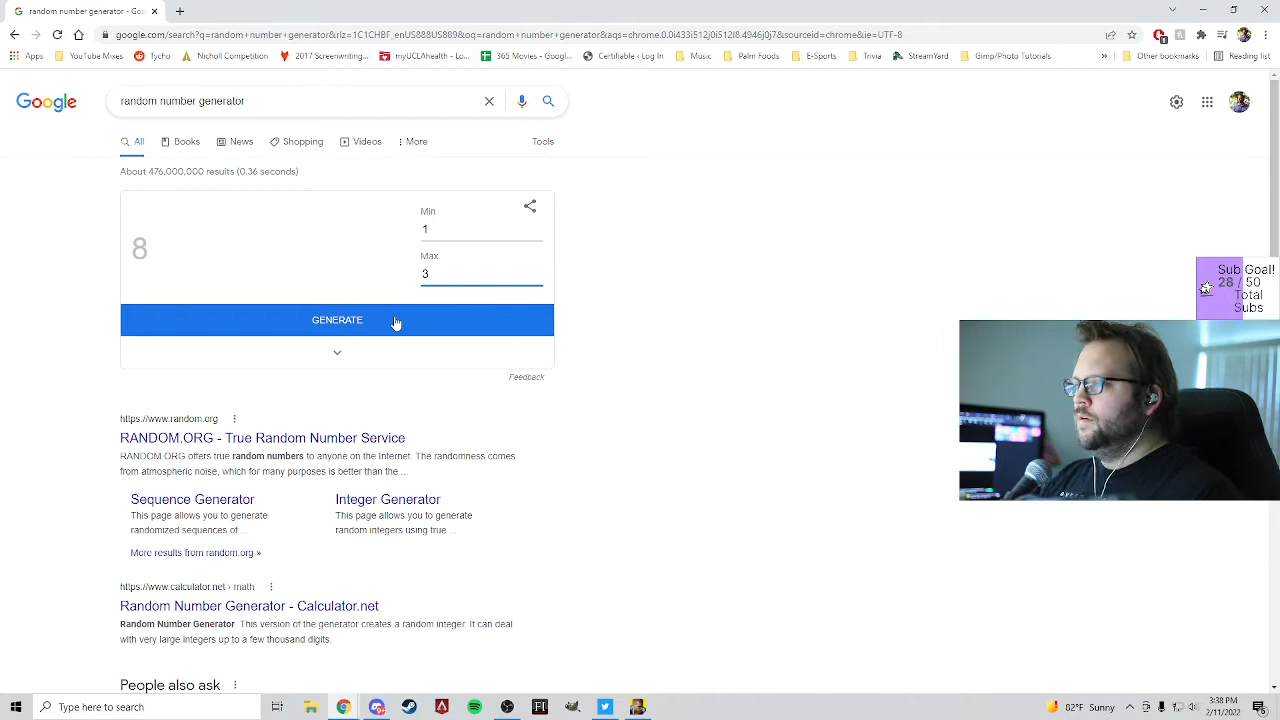 random number generator - Goo
google.com/search?q=random+number+generator&rlz=1C1CHBF_enUS888US889&oq=random+number+generator&aqs=chrome.0.0i433i512j0i512l8.4946j0j7&sourceid=chrome&ie=UTF-8
Apps YouTube Mixes Tycho Nicholl Competition 2017 Screenwriting... myUCLAhealth - Lo... 365 Movies - Googl... Certifiable · Log In Music Palm Foods E-Sports Trivia StreamYard Gimp/Photo Tutorials » Other bookmarks Reading list
Google
random number generator
All Books News Shopping Videos More Tools
About 476,000,000 results (0.36 seconds)
Min
1
8
Max
3
GENERATE
Feedback
Sub Goal!
28 / 50
Total
Subs
https://www.random.org
RANDOM.ORG - True Random Number Service
RANDOM.ORG offers true random numbers to anyone on the Internet. The randomness comes
from atmospheric noise, which for many purposes is better than the ...
Sequence Generator
This page allows you to generate
randomized sequences of ...
Integer Generator
This page allows you to generate
random integers using true ...
More results from random.org »
https://www.calculator.net › math
Random Number Generator - Calculator.net
Random Number Generator. This version of the generator creates a random integer. It can deal
with very large integers up to a few thousand digits.
People also ask
Type here to search
82°F Sunny
3:38 PM
2/11/2022